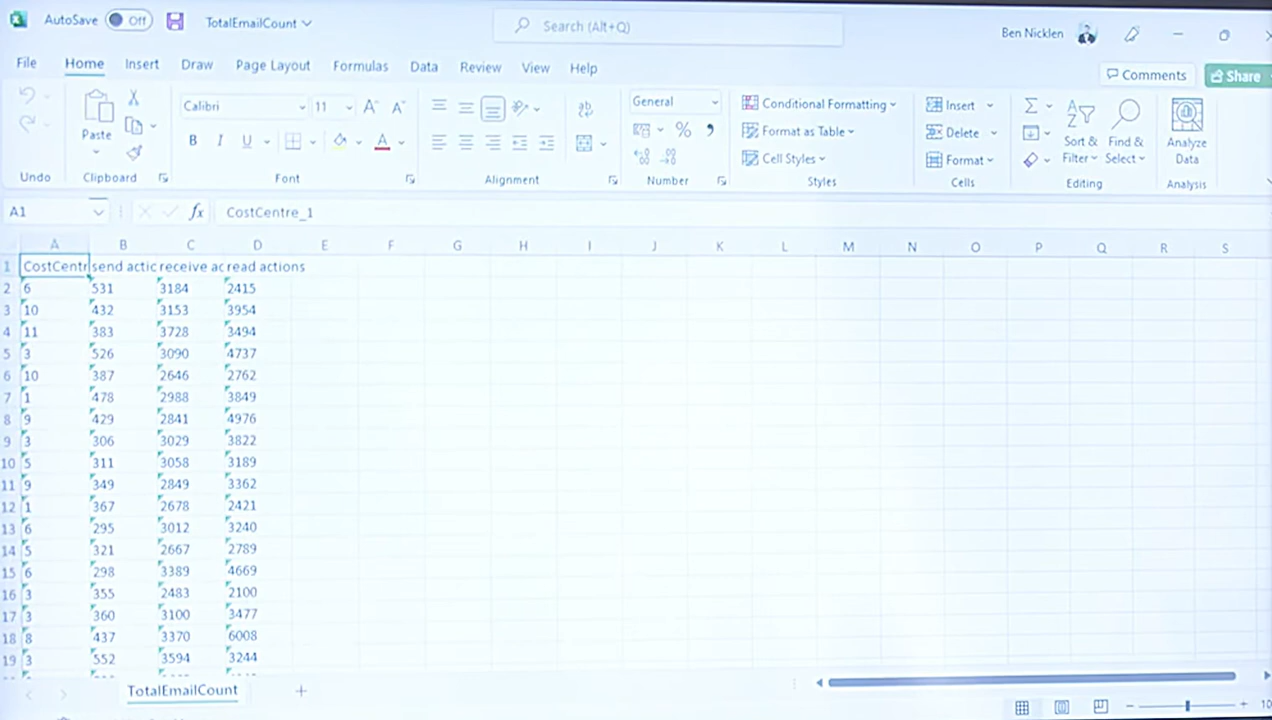 AutoSave Off TotalEmailCount Search (Alt+Q) Ben Nicklen
File Home Insert Draw Page Layout Formulas Data Review View Help Comments Share
Paste Calibri 11 A A General Conditional Formatting Insert Sort & Filter Find & Select Analyze Data
B I U A % Format as Table Delete
Cell Styles Format
Undo Clipboard Font Alignment Number Styles Cells Editing Analysis
A1 fx CostCentre_1
A B C D E F G H I J K L M N O P Q R S
1 CostCentr send actic receive ac read actions
2 6 531 3184 2415
3 10 432 3153 3954
4 11 383 3728 3494
5 3 526 3090 4737
6 10 387 2646 2762
7 1 478 2988 3849
8 9 429 2841 4976
9 3 306 3029 3822
10 5 311 3058 3189
11 9 349 2849 3362
12 1 367 2678 2421
13 6 295 3012 3240
14 5 321 2667 2789
15 6 298 3389 4669
16 3 355 2483 2100
17 3 360 3100 3477
18 8 437 3370 6008
19 3 552 3594 3244
TotalEmailCount